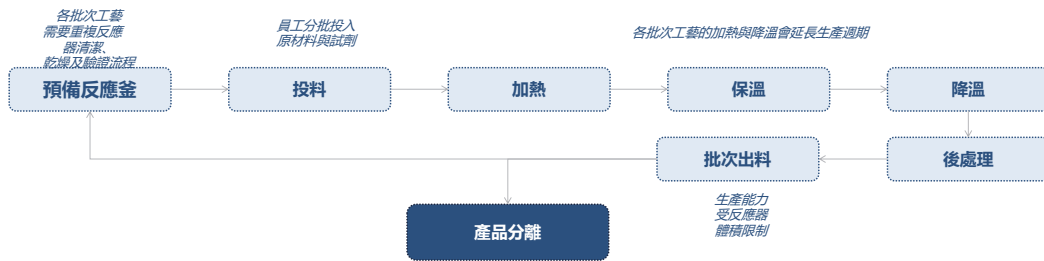 各批次工藝
需要重複反應
器清潔、
乾燥及驗證流程
員工分批投入
原材料與試劑
各批次工藝的加熱與降溫會延長生產週期
預備反應釜
投料
加熱
保溫
降溫
批次出料
後處理
生產能力
受反應器
體積限制
產品分離